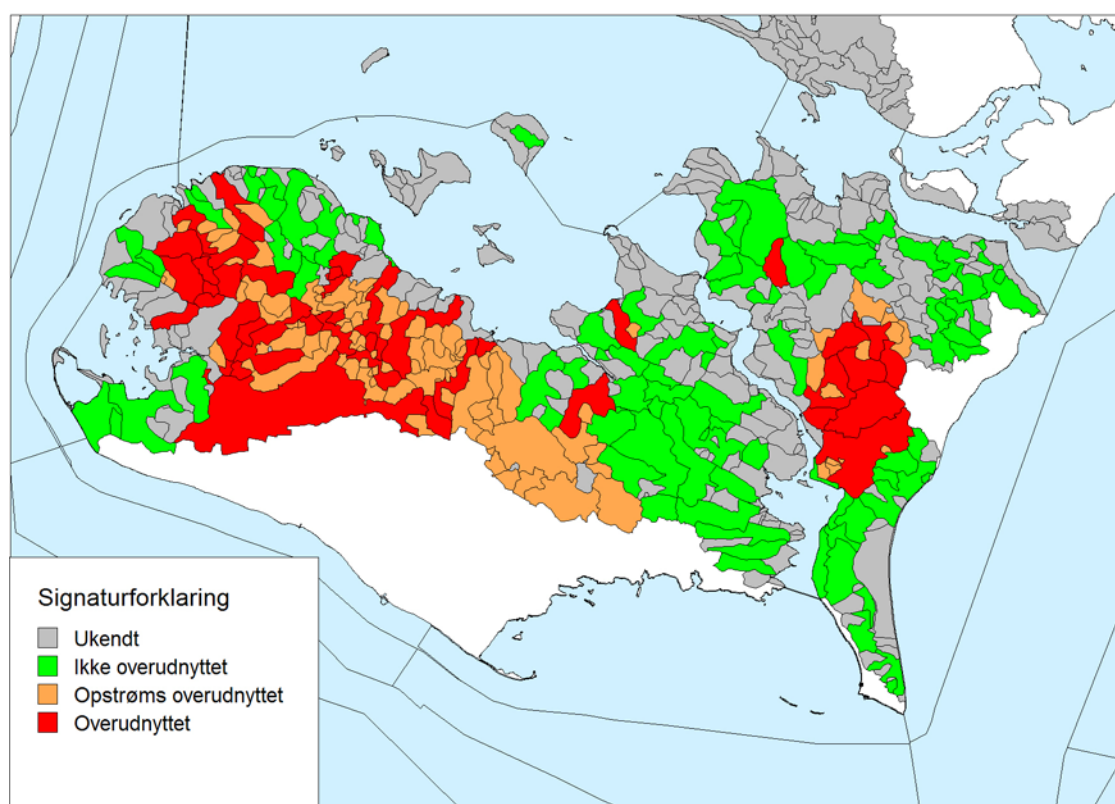 Signaturforklaring
Ukendt
Ikke overudnyttet
Opstrøms overudnyttet
Overudnyttet